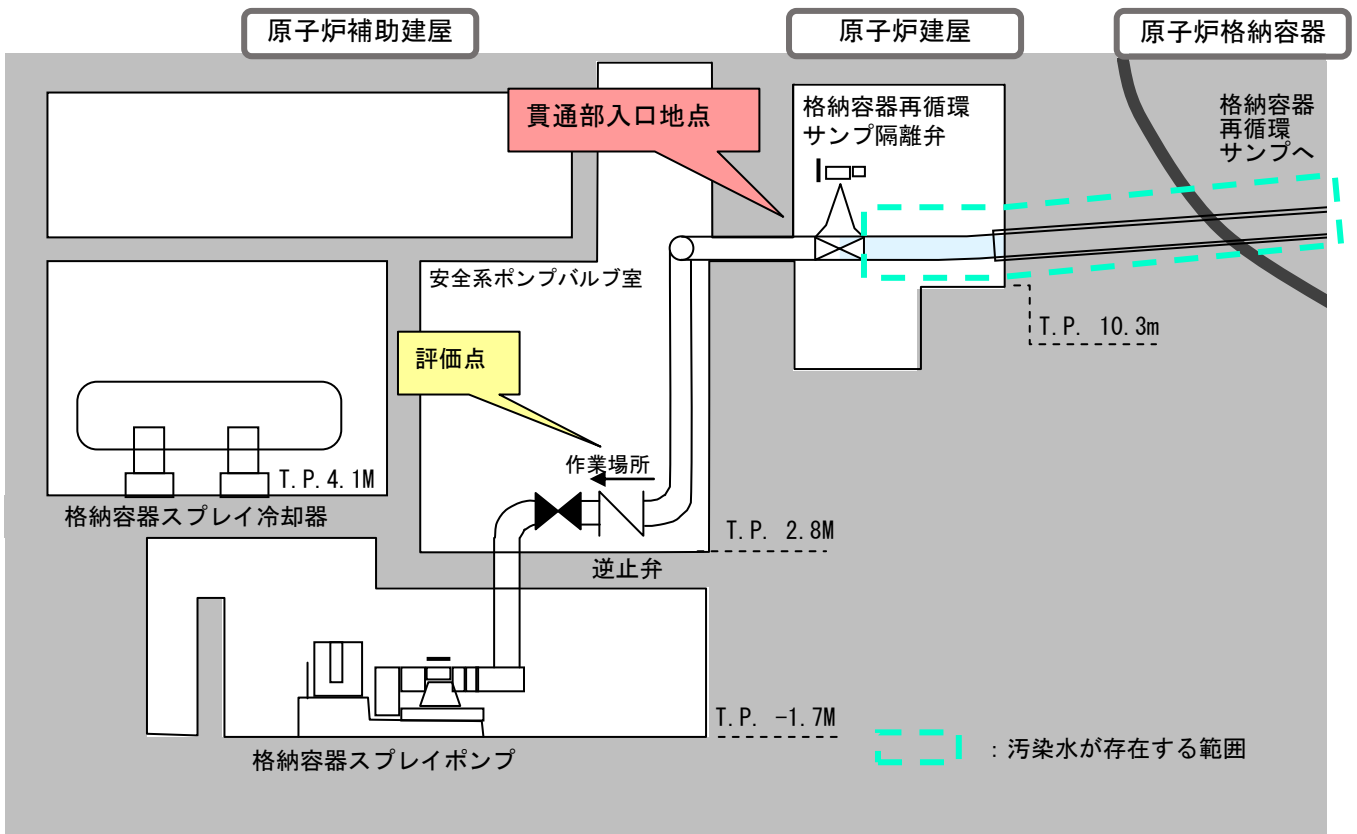 原子炉補助建屋
原子炉建屋
原子炉格納容器
貫通部入口地点
格納容器再循環
サンプ隔離弁
格納容器
再循環
サンプへ
安全系ポンプバルブ室
T.P. 10.3m
評価点
作業場所
T.P.4.1M
格納容器スプレイ冷却器
T.P. 2.8M
逆止弁
T.P. -1.7M
：汚染水が存在する範囲
格納容器スプレイポンプ